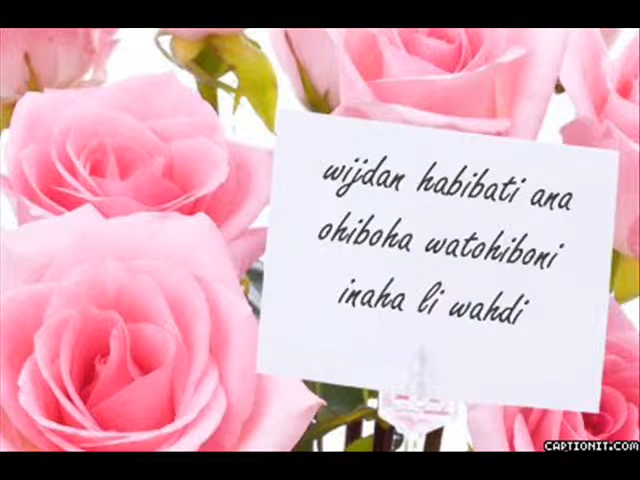 wijdan habibati ana
ohiboha watohiboni
inaha li wahdi
CAPTIONIT.COM